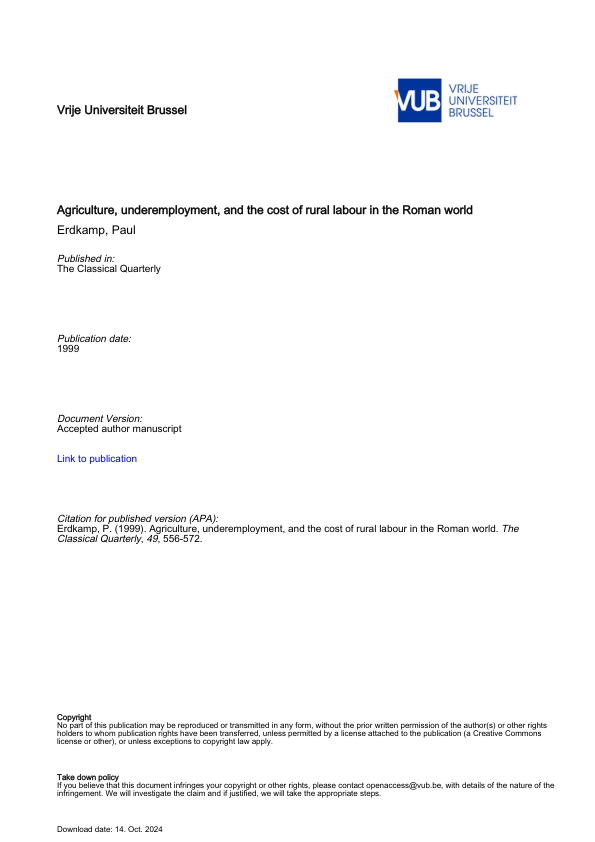 Vrije Universiteit Brussel
VUB
VRIJE
UNIVERSITEIT
BRUSSEL
Agriculture, underemployment, and the cost of rural labour in the Roman world
Erdkamp, Paul
Published in:
The Classical Quarterly
Publication date:
1999
Document Version:
Accepted author manuscript
Link to publication
Citation for published version (APA):
Erdkamp, P. (1999). Agriculture, underemployment, and the cost of rural labour in the Roman world. The
Classical Quarterly, 49, 556-572.
Copyright
No part of this publication may be reproduced or transmitted in any form, without the prior written permission of the author(s) or other rights
holders to whom publication rights have been transferred, unless permitted by a license attached to the publication (a Creative Commons
license or other), or unless exceptions to copyright law apply.
Take down policy
If you believe that this document infringes your copyright or other rights, please contact openaccess@vub.be, with details of the nature of the
infringement. We will investigate the claim and if justified, we will take the appropriate steps.
Download date: 14. Oct. 2024